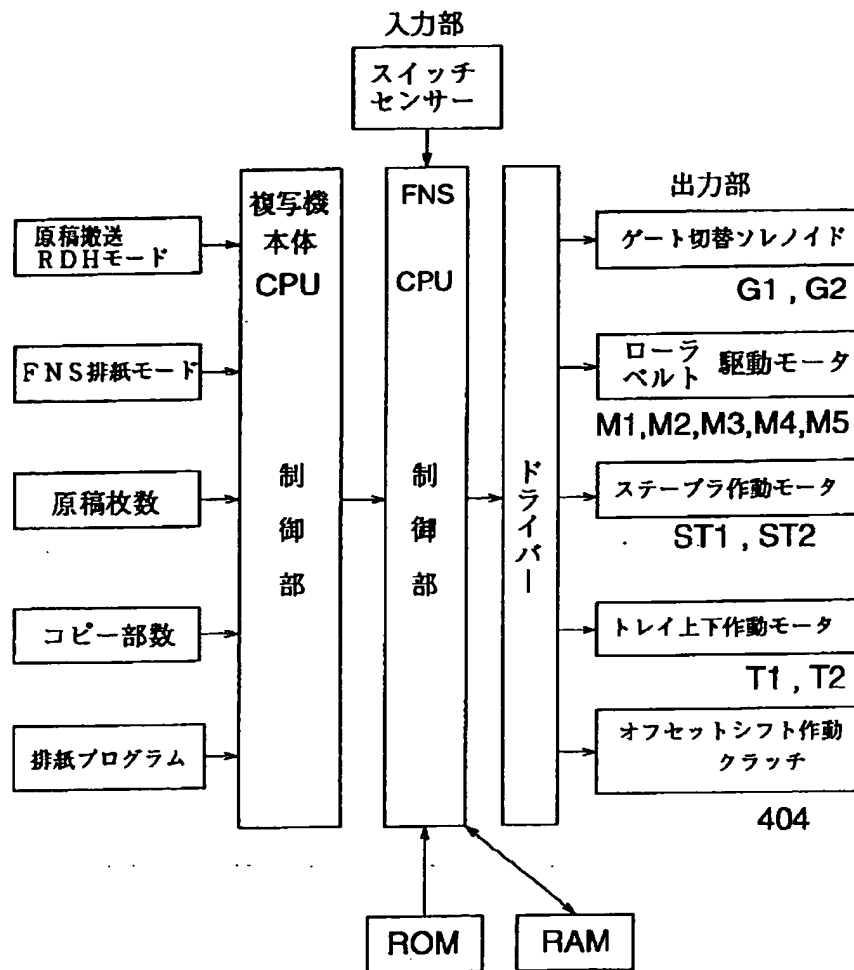 入力部
スイッチ
センサー
複写機
本体
CPU
制
御
部
FNS
CPU
制
御
部
ドライバー
原稿搬送
RDHモード
FNS排紙モード
原稿枚数
コピー部数
排紙プログラム
出力部
ゲート切替ソレノイド
G1 , G2
ローラ
ベルト 駆動モータ
M1,M2,M3,M4,M5
ステープラ作動モータ
ST1 , ST2
トレイ上下作動モータ
T1 , T2
オフセットシフト作動
クラッチ
404
ROM
RAM